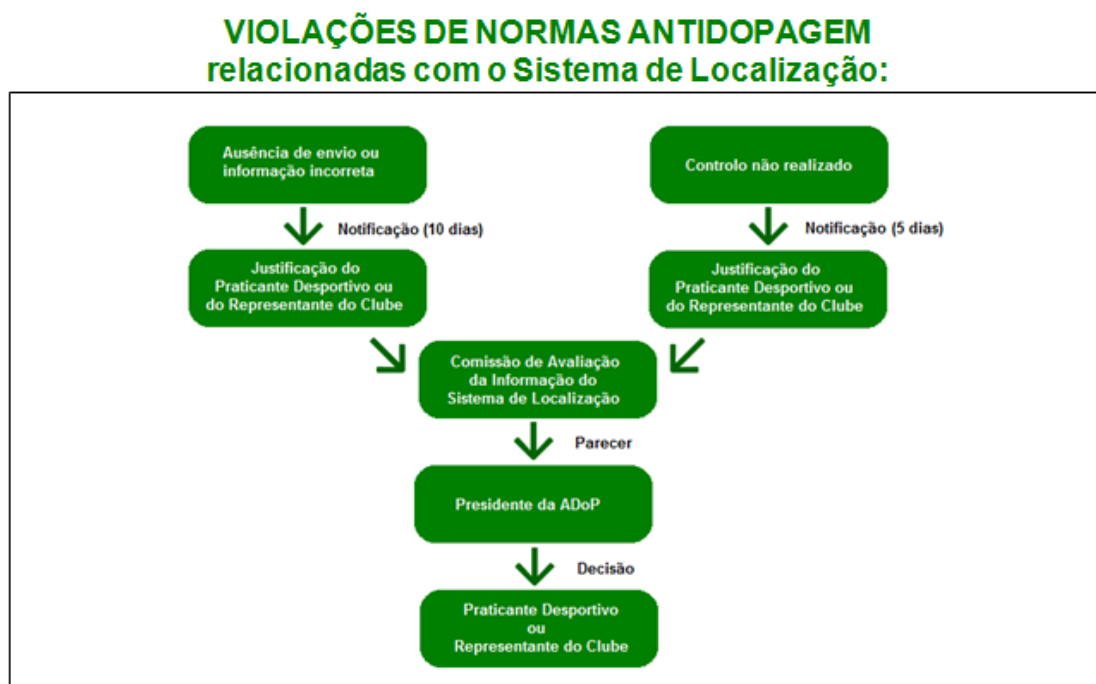 VIOLAÇÕES DE NORMAS ANTIDOPAGEM
relacionadas com o Sistema de Localização:
Ausência de envio ou
informação incorreta
Controlo não realizado
Notificação (10 dias)
Notificação (5 dias)
Justificação do
Praticante Desportivo ou
do Representante do Clube
Justificação do
Praticante Desportivo ou
do Representante do Clube
Comissão de Avaliação
da Informação do
Sistema de Localização
Parecer
Presidente da ADoP
Decisão
Praticante Desportivo
ou
Representante do Clube